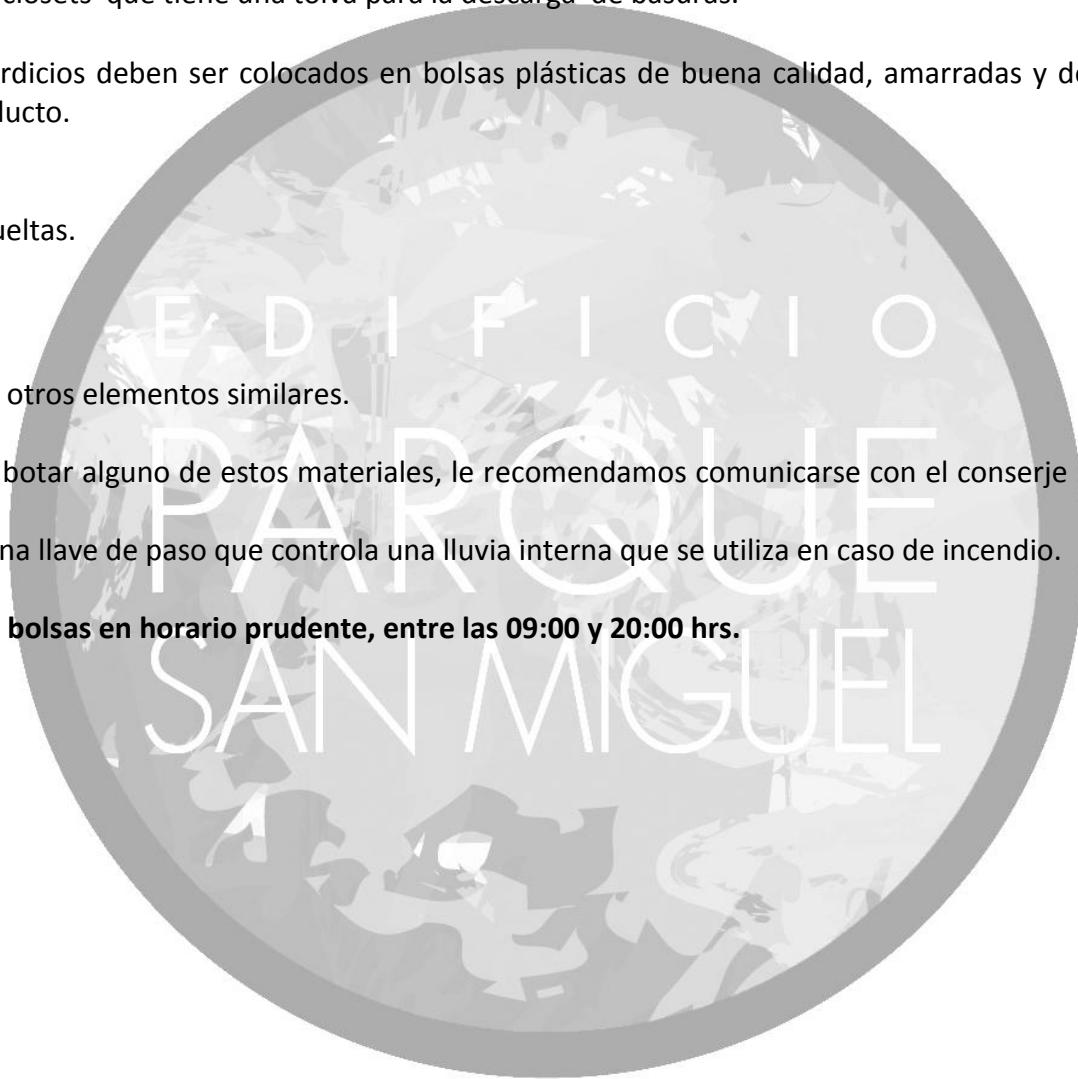 closets que tiene una tolva para la descarga de basuras.
rdicios deben ser colocados en bolsas plásticas de buena calidad, amarradas y de
ducto.
ueltas.
EDIFICIO
otros elementos similares.
PARQUE
botar alguno de estos materiales, le recomendamos comunicarse con el conserje
na llave de paso que controla una lluvia interna que se utiliza en caso de incendio.
bolsas en horario prudente, entre las 09:00 y 20:00 hrs.
SAN MIGUEL